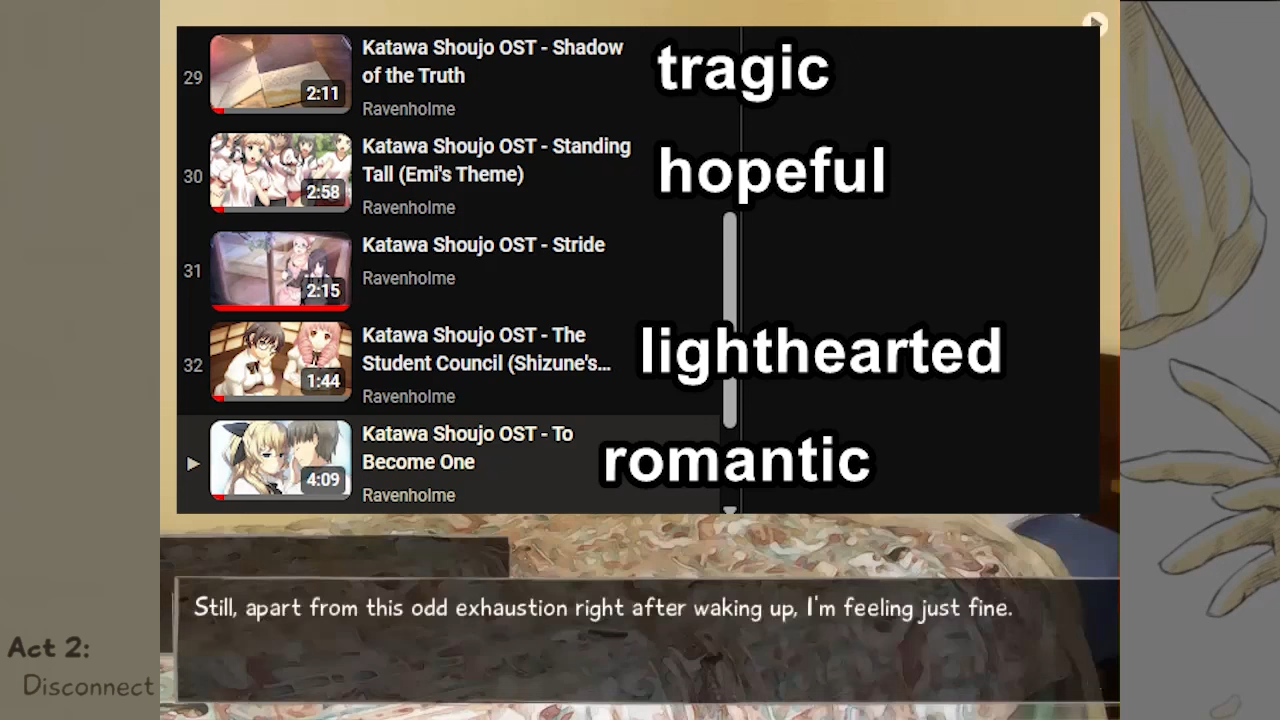 29
Katawa Shoujo OST - Shadow
of the Truth
Ravenholme
2:11
tragic
30
Katawa Shoujo OST - Standing
Tall (Emi's Theme)
Ravenholme
2:58
hopeful
31
Katawa Shoujo OST - Stride
Ravenholme
2:15
32
Katawa Shoujo OST - The
Student Council (Shizune's...
Ravenholme
1:44
lighthearted
Katawa Shoujo OST - To
Become One
Ravenholme
4:09
romantic
Still, apart from this odd exhaustion right after waking up, I'm feeling just fine.
Act 2:
Disconnect